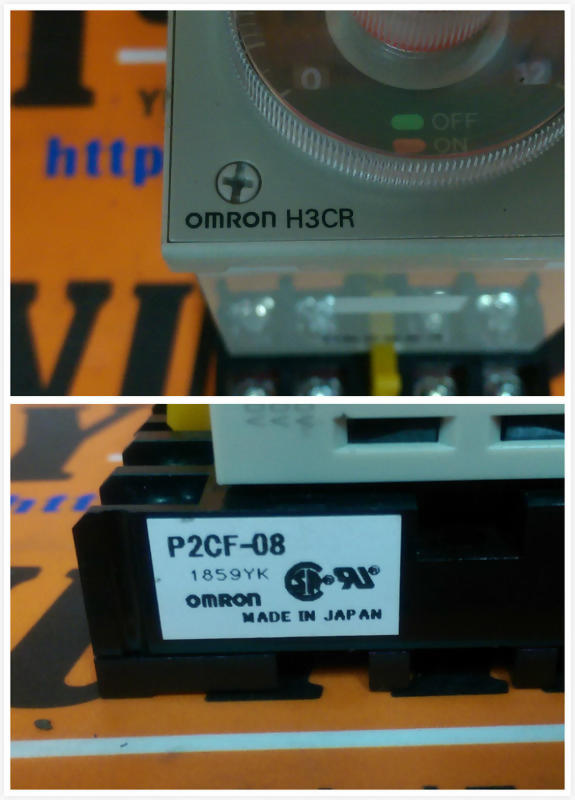 0
12
OFF
ON
http
OMRON H3CR
P2CF-08
1859YK
OMRON
MADE IN JAPAN